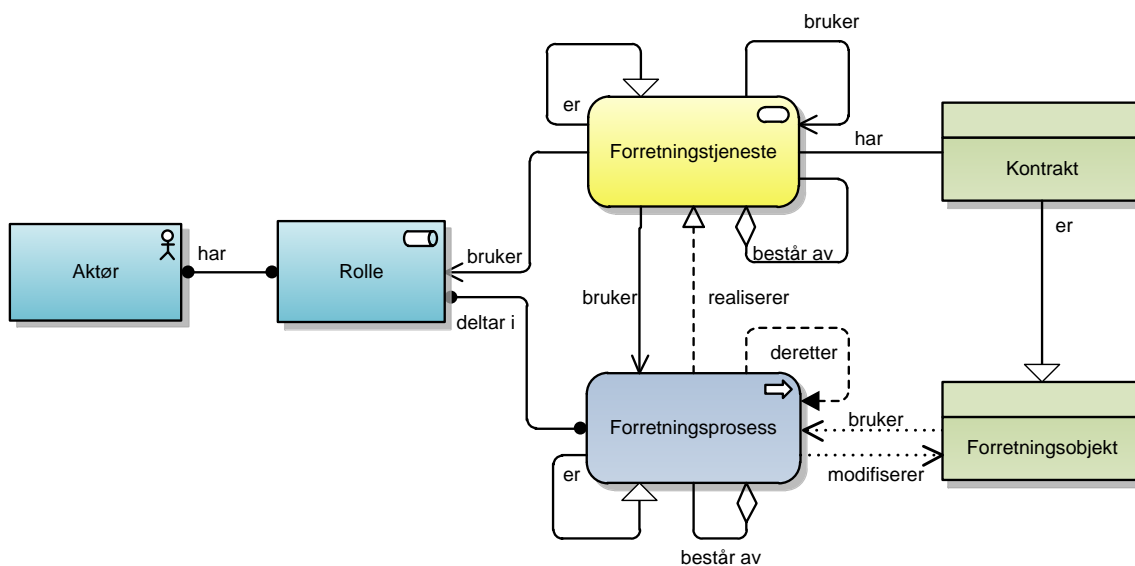 bruker
er
Forretningstjeneste
har
Kontrakt
er
består av
har
Aktør
Rolle
bruker
deltar i
bruker
realiserer
deretter
Forretningsprosess
bruker
modifiserer
Forretningsobjekt
er
består av